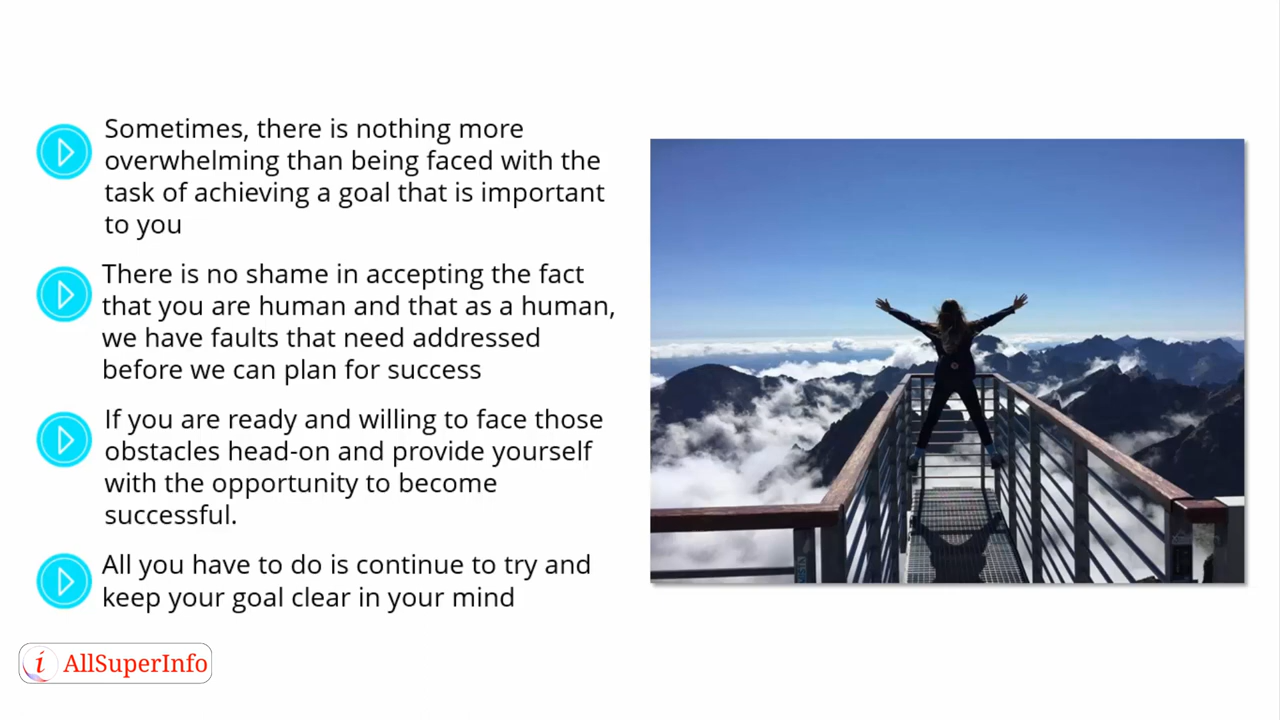 Sometimes, there is nothing more
overwhelming than being faced with the
task of achieving a goal that is important
to you
There is no shame in accepting the fact
that you are human and that as a human,
we have faults that need addressed
before we can plan for success
If you are ready and willing to face those
obstacles head-on and provide yourself
with the opportunity to become
successful.
All you have to do is continue to try and
keep your goal clear in your mind
i AllSuperInfo